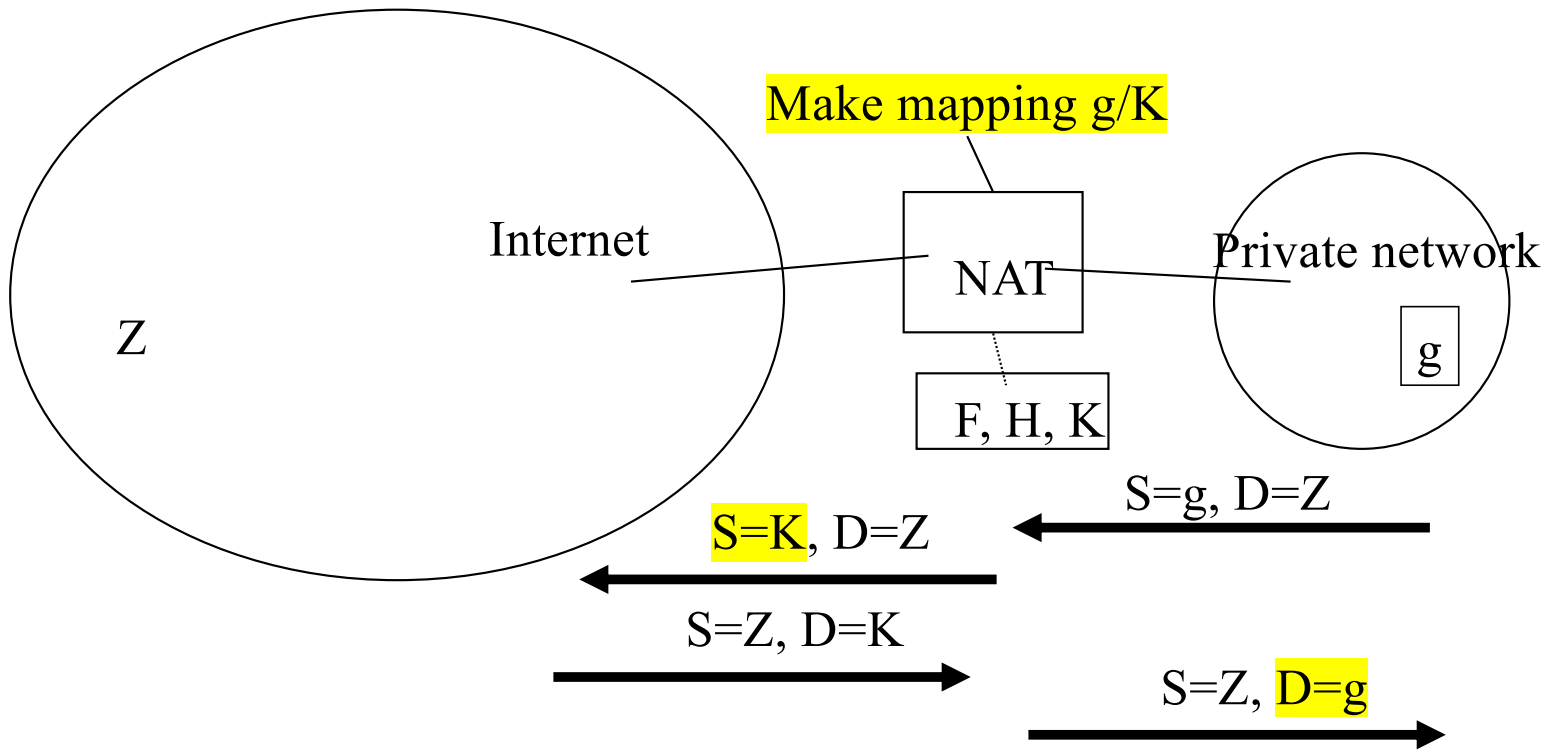 Make mapping g/K
Internet
Private network
NAT
Z
g
F, H, K
S=g, D=Z
S=K, D=Z
S=Z, D=K
S=Z, D=g